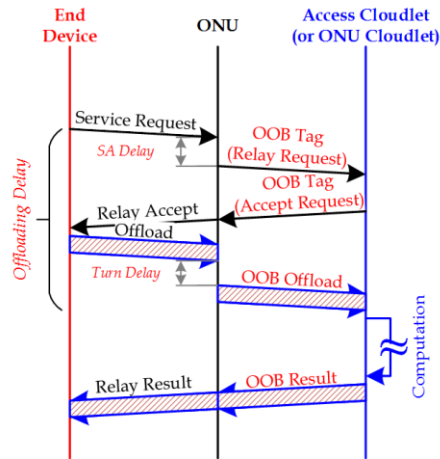 End
Device
ONU
Access Cloudlet
(or ONU Cloudlet)
Service Request
SA Delay
OOB Tag
(Relay Request)
OOB Tag
(Accept Request)
Relay Accept
Offload
Offloading Delay
Turn Delay
OOB Offload
Computation
Relay Result
OOB Result